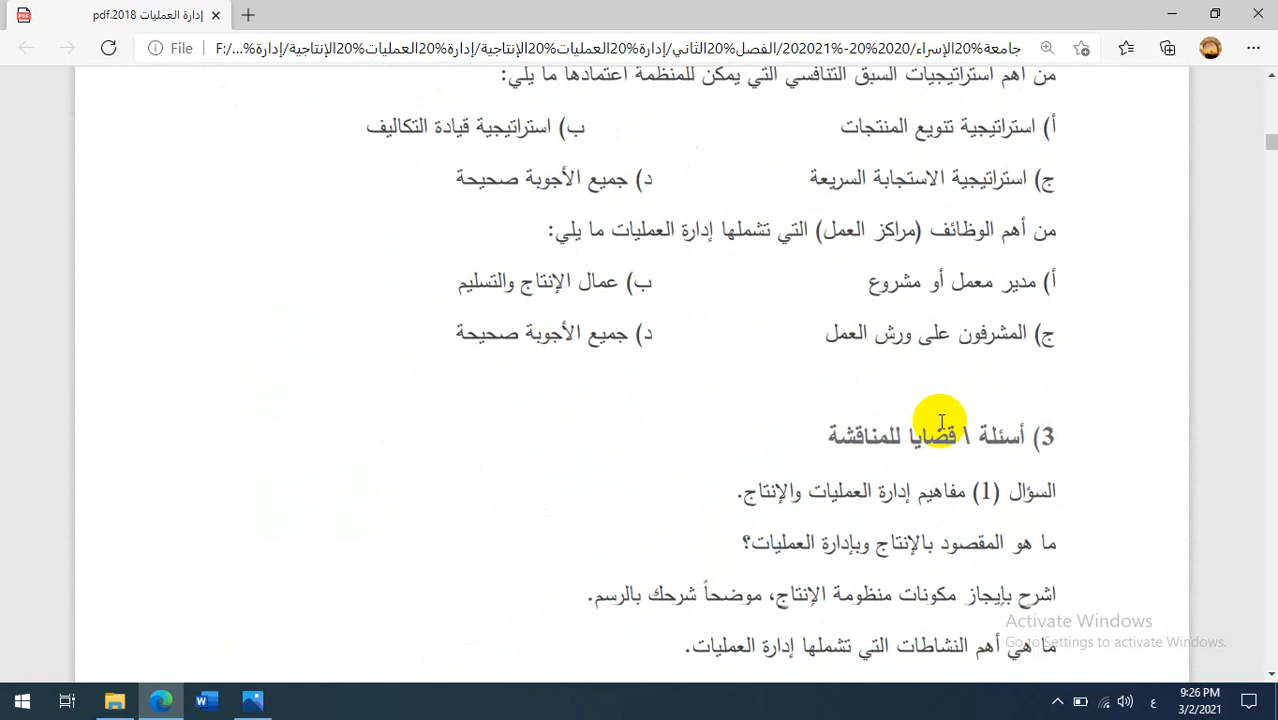 إدارة العمليات 2018.pdf
File
F:/...جامعة%20الإسراء/2020%20-%202021/الفصل%20الثاني/إدارة%20العمليات%20الإنتاجية/إدارة%20العمليات%20الإنتاجية/إدارة%20...
من أهم استراتيجيات السبق التنافسي التي يمكن للمنظمة اعتمادها ما يلي:
أ) استراتيجية تنويع المنتجات ب) استراتيجية قيادة التكاليف
ج) استراتيجية الاستجابة السريعة د) جميع الأجوبة صحيحة
من أهم الوظائف (مراكز العمل) التي تشملها إدارة العمليات ما يلي:
أ) مدير معمل أو مشروع ب) عمال الإنتاج والتسليم
ج) المشرفون على ورش العمل د) جميع الأجوبة صحيحة
3) أسئلة \ قضايا للمناقشة
السؤال (1) مفاهيم إدارة العمليات والإنتاج.
ما هو المقصود بالإنتاج وبإدارة العمليات؟
اشرح بإيجاز مكونات منظومة الإنتاج، موضحاً شرحك بالرسم.
Activate Windows
Go to Settings to activate Windows.
ما هي أهم النشاطات التي تشملها إدارة العمليات.
9:26 PM
ع
3/2/2021